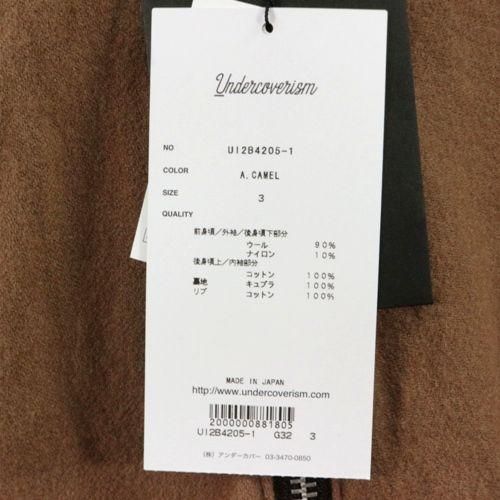 Undercoverism
NO UI2B4205-1
COLOR A.CAMEL
SIZE 3
QUALITY
前身頃/外袖/後身頃下部分
ウール 90%
ナイロン 10%
後身頃上/内袖部分
コットン 100%
裏地 キュプラ 100%
リブ コットン 100%
MADE IN JAPAN
http://www.undercoverism.com
2000000881805
UI2B4205-1 G32 3
(株) アンダーカバー 03-3470-0850